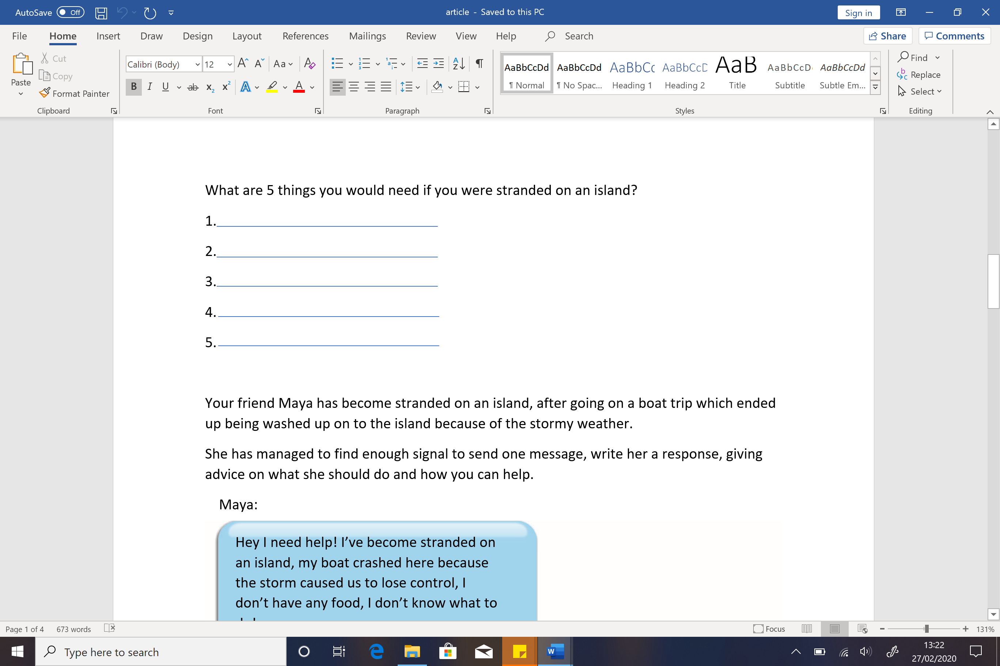 AutoSave Off article - Saved to this PC Sign in
File Home Insert Draw Design Layout References Mailings Review View Help Search Share Comments
Paste Cut Copy Format Painter Clipboard
Calibri (Body) 12 Font
Paragraph
AaBbCcDd AaBbCcDd AaBbCc AaBbCcD AaB AaBbCcD AaBbCcDd
¶ Normal ¶ No Spac... Heading 1 Heading 2 Title Subtitle Subtle Em...
Styles
Find
Replace
Select
Editing
What are 5 things you would need if you were stranded on an island?
1.
2.
3.
4.
5.
Your friend Maya has become stranded on an island, after going on a boat trip which ended
up being washed up on to the island because of the stormy weather.
She has managed to find enough signal to send one message, write her a response, giving
advice on what she should do and how you can help.
Maya:
Hey I need help! I’ve become stranded on
an island, my boat crashed here because
the storm caused us to lose control, I
don’t have any food, I don’t know what to
Page 1 of 4 673 words Focus 131%
Type here to search
13:22
27/02/2020